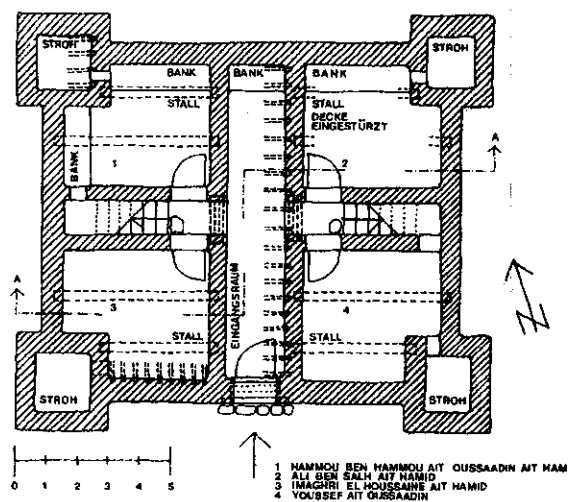 STROH
BANK BANK BANK
STROH
STALL
STALL
DECKE
EINGESTÜRZT
A
BANK
1
2
EINGANGSRAUM
A
3
4
STALL
STALL
STROH
STROH
N
0 1 2 3 4 5
1 HAMMOU BEN HAMMOU AIT OUSSAADIN AIT HAM
2 ALI BEN SALH AIT HAMID
3 IMAGHRI EL HOUSSAINE AIT HAMID
4 YOUSSEF AIT OUSSAADIN